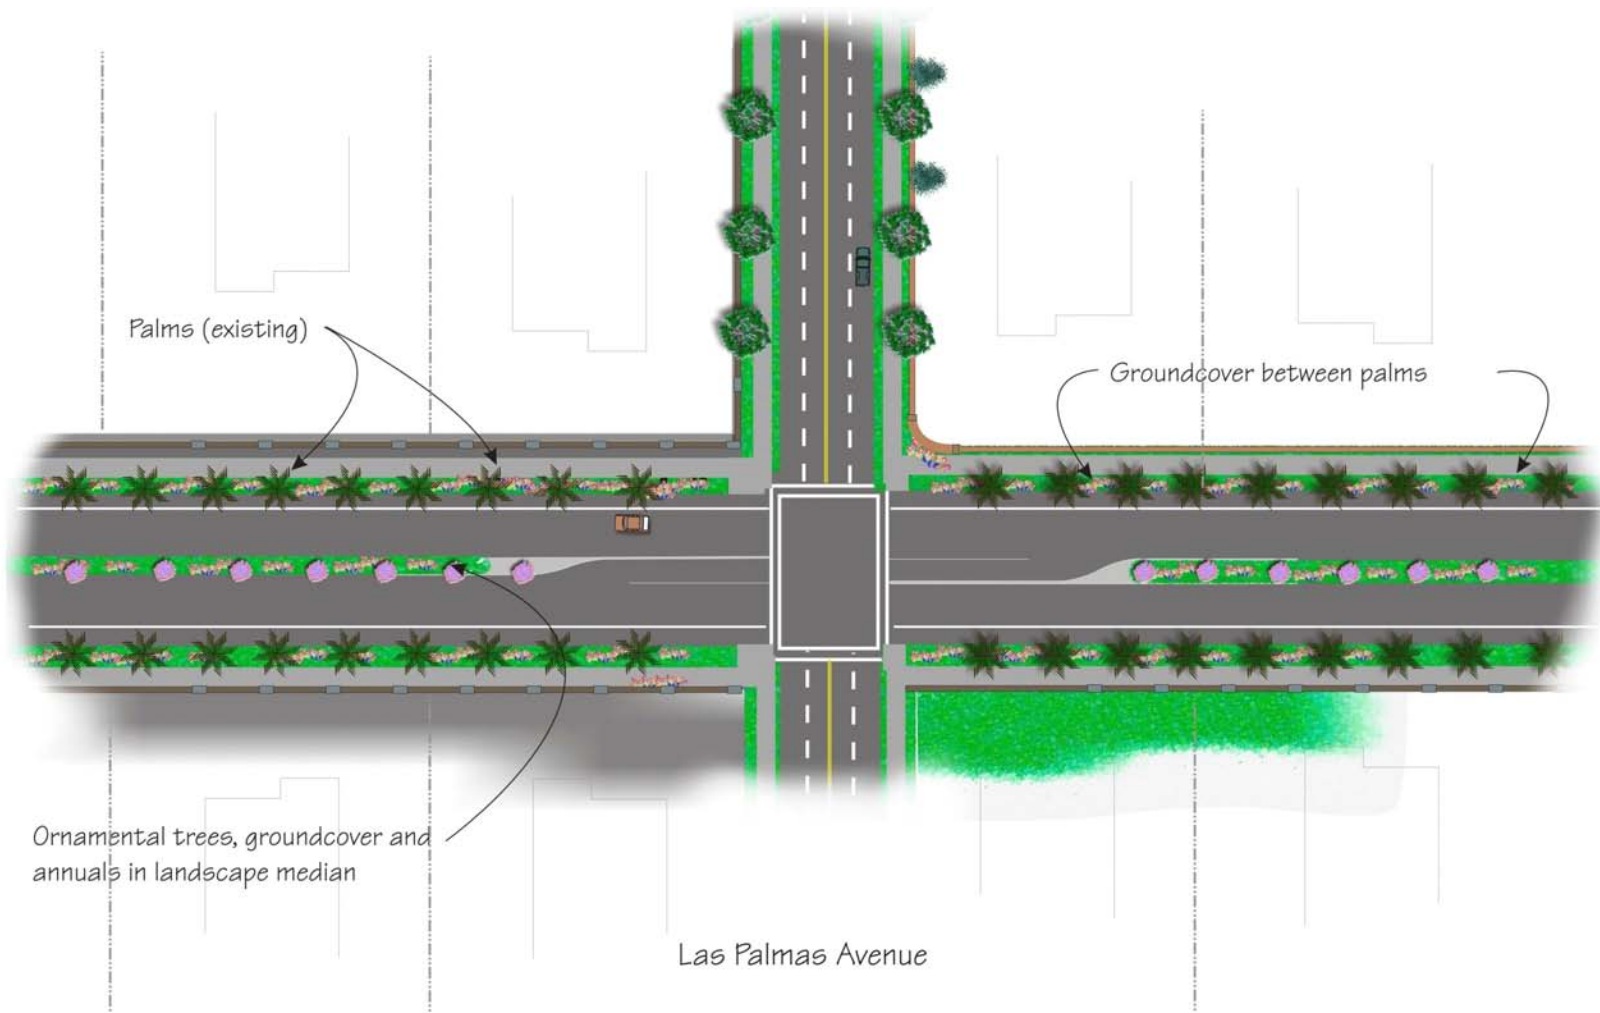 Palms (existing)
Groundcover between palms
Ornamental trees, groundcover and
annuals in landscape median
Las Palmas Avenue